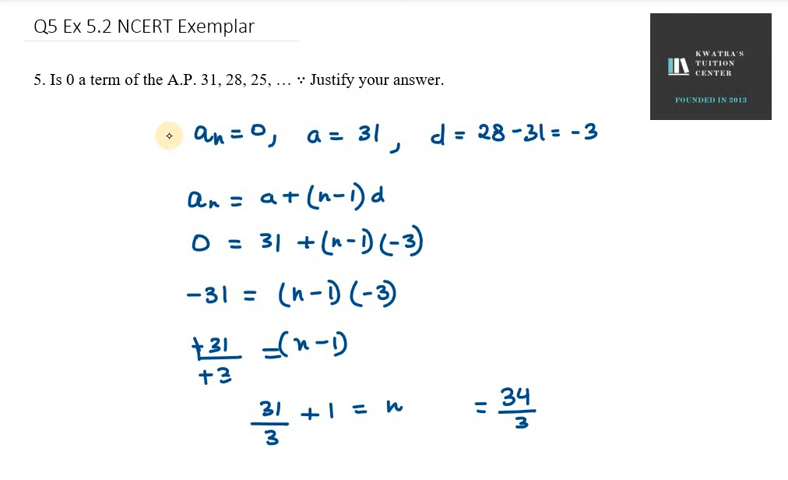 Q5 Ex 5.2 NCERT Exemplar
KWATRA'S
TUITION
CENTER
FOUNDED IN 2013
5. Is 0 a term of the A.P. 31, 28, 25, … ∵ Justify your answer.
an = 0, a = 31, d = 28 - 31 = -3
an = a + (n-1) d
0 = 31 + (n-1) (-3)
-31 = (n-1) (-3)
+31/+3 = (n-1)
31/3 + 1 = n = 34/3